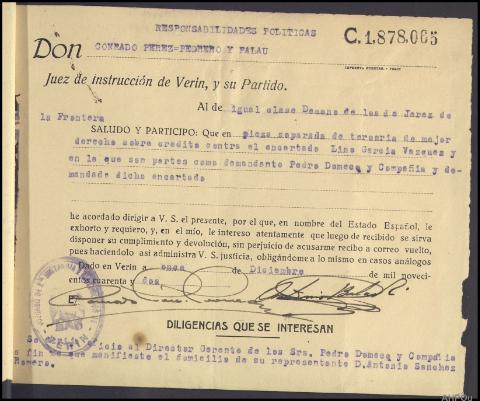 RESPONSABILIDADES POLITICAS
C.1.878.065
Don CONRADO PEREZ=PEDRERO Y PALAU
Juez de instrucción de Verin, y su Partido.
Al de igual clase Decano de los de Jerez de
la Frontera
SALUDO Y PARTICIPO: Que en pieza separada de terceria de mejor
derecho sobre credito contra el encartado Lino Garcia Vazquez y
en la que son partes como demandante Pedro Domecq y Compañia y de-
mandada dicho encartado
he acordado dirigir a V. S. el presente, por el que, en nombre del Estado Español, le
exhorto y requiero, y, en el mío, le intereso atentamente que luego de recibido se sirva
disponer su cumplimiento y devolución, sin perjuicio de acusarme recibo a correo vuelto,
pues haciendolo asi administra V. S. justicia, obligándome a lo mismo en casos análogos
Dado en Verin a once de Diciembre de mil noveci-
entos cuarenta y dos
VERIN
DILIGENCIAS QUE SE INTERESAN
oficie al Director Gerente de los Srs. Pedro Domecq y Compañia
a fin de que manifieste el domicilio de su representante D. Antonio Sanchez
Romero.